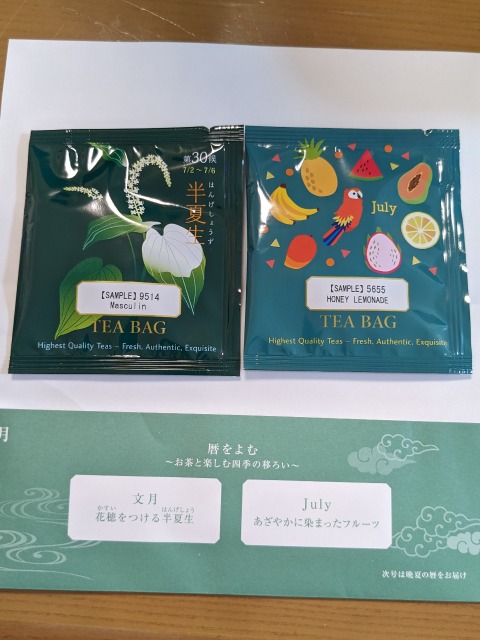 第30候
7/2～7/6
半夏生
はんげしょうず
【SAMPLE】9514
Masculin
TEA BAG
Highest Quality Teas – Fresh, Authentic, Exquisite
July
【SAMPLE】5655
HONEY LEMONADE
TEA BAG
Highest Quality Teas – Fresh, Authentic, Exquisite
月
暦をよむ
～お茶と楽しむ四季の移ろい～
文月
かすい はんげしょう
花穂をつける半夏生
July
あざやかに染まったフルーツ
次号は晩夏の暦をお届け